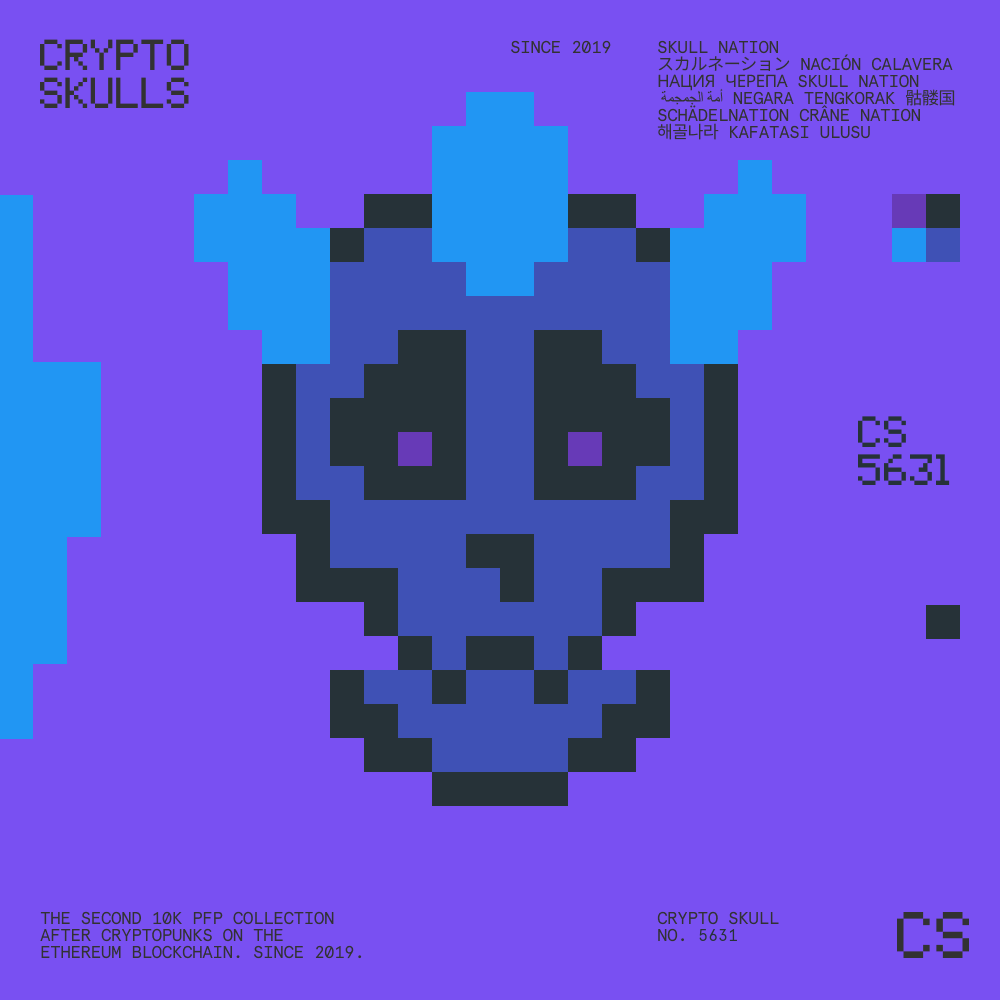 CRYPTO
SKULLS
SINCE 2019
SKULL NATION
スカルネーション NACIÓN CALAVERA
НАЦИЯ ЧЕРЕПА SKULL NATION
أمة الجمجمة NEGARA TENGKORAK 骷髅国
SCHÄDELNATION CRÂNE NATION
해골나라 KAFATASI ULUSU
CS
5631
THE SECOND 10K PFP COLLECTION
AFTER CRYPTOPUNKS ON THE
ETHEREUM BLOCKCHAIN. SINCE 2019.
CRYPTO SKULL
NO. 5631
CS